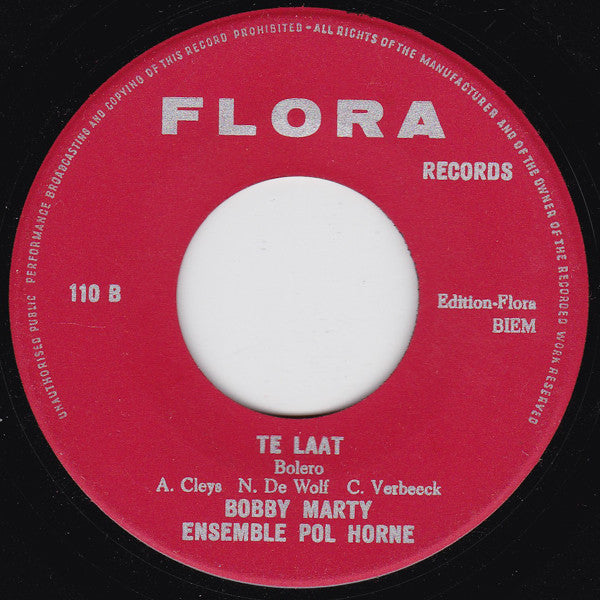 UNAUTHORISED PUBLIC PERFORMANCE BROADCASTING AND COPYING OF THIS RECORD PROHIBITED - ALL RIGHTS OF THE MANUFACTURER AND OF THE OWNER OF THE RECORDED WORK RESERVED
FLORA
RECORDS
110 B
Edition-Flora
BIEM
TE LAAT
Bolero
A. Cleys N. De Wolf C. Verbeeck
BOBBY MARTY
ENSEMBLE POL HORNE